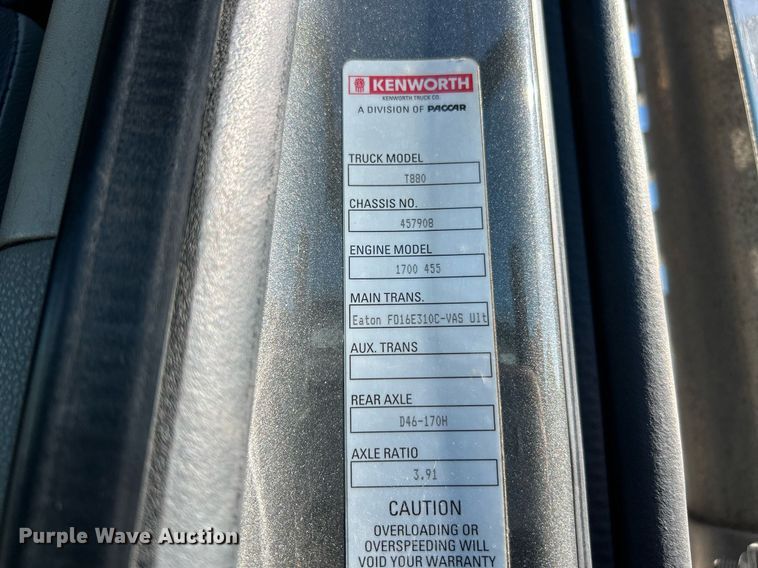 KENWORTH
KENWORTH TRUCK CO.
A DIVISION OF PACCAR
TRUCK MODEL
T880
CHASSIS NO.
457908
ENGINE MODEL
1700 455
MAIN TRANS.
Eaton FO16E310C-VAS Ult
AUX. TRANS
REAR AXLE
D46-170H
AXLE RATIO
3.91
CAUTION
OVERLOADING OR
OVERSPEEDING WILL
VOID YOUR WARRANTY
Purple Wave Auction